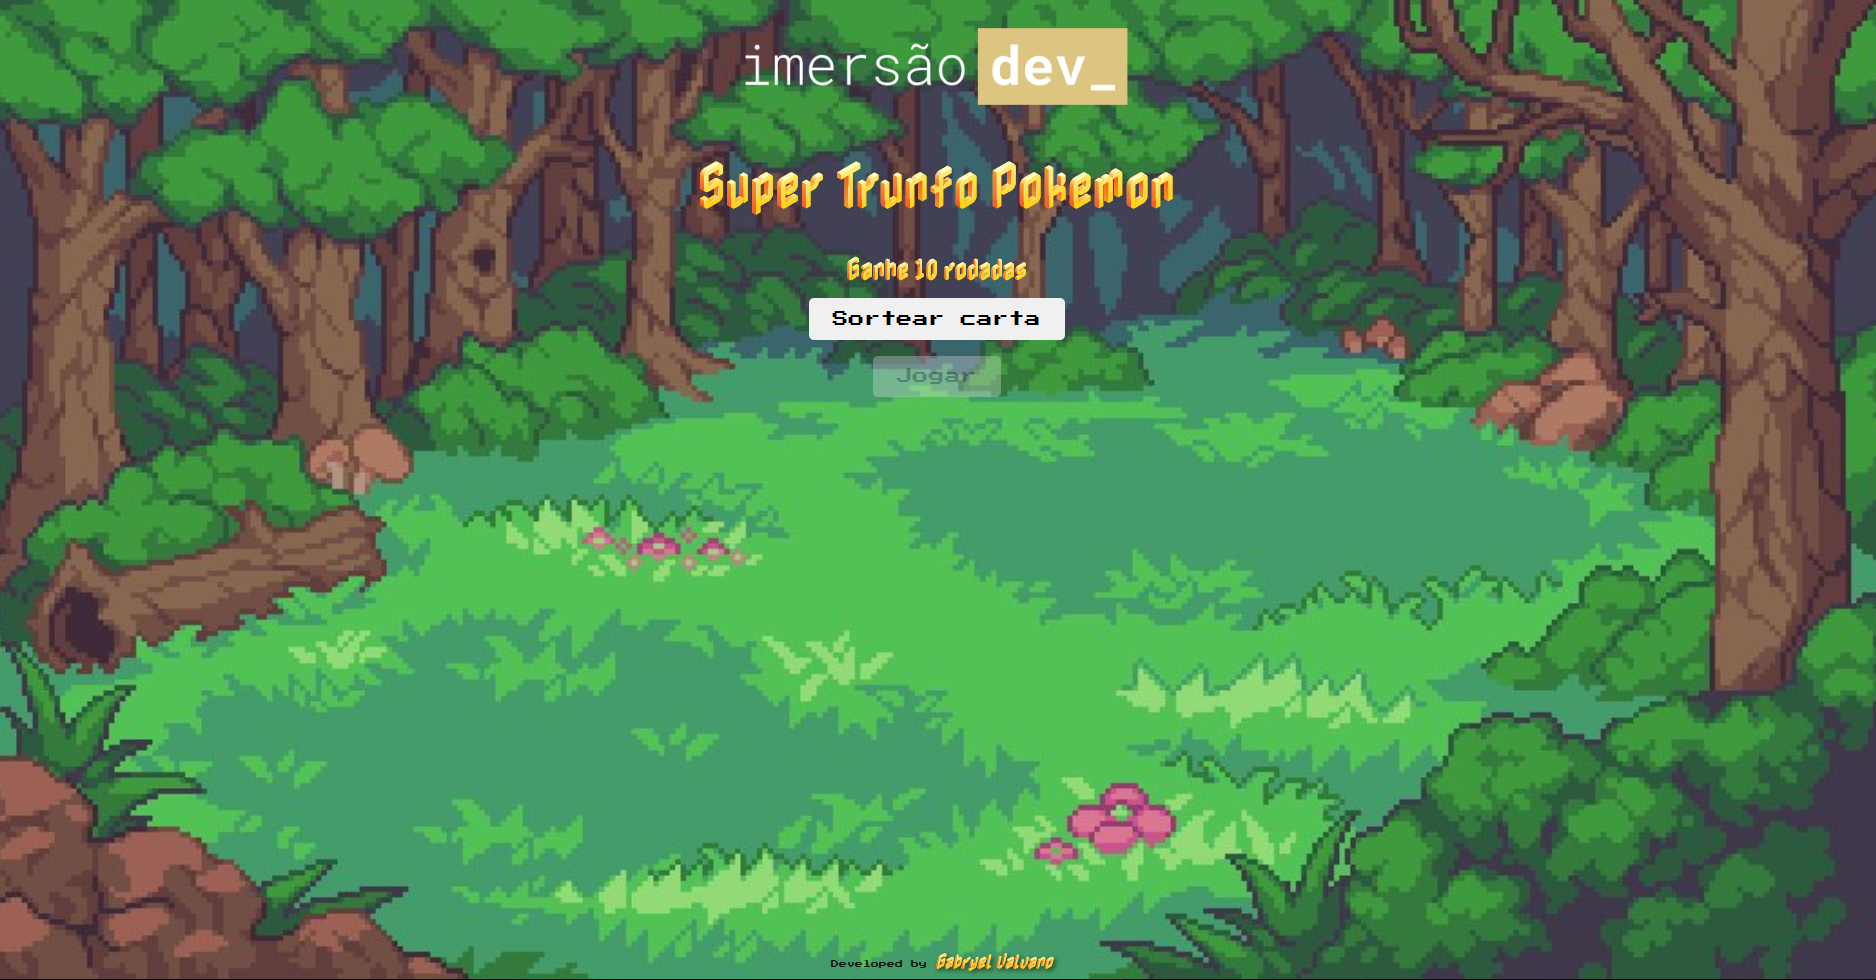 imersão dev_
Super Trunfo Pokemon
Ganhe 10 rodadas
Sortear carta
Jogar
Developed by Gabryel Valvano